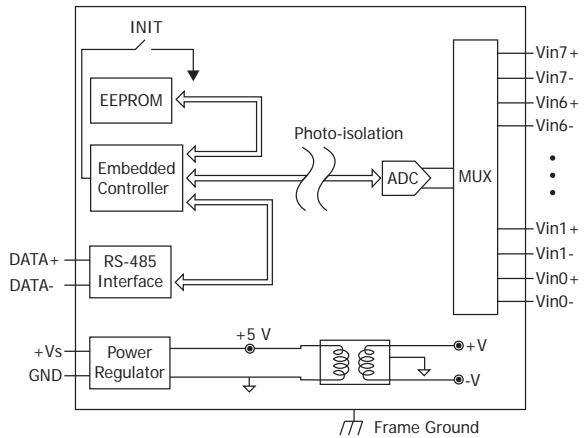 INIT
EEPROM
Embedded
Controller
Photo-isolation
ADC
MUX
Vin7+
Vin7-
Vin6+
Vin6-
Vin1+
Vin1-
Vin0+
Vin0-
DATA+
DATA-
RS-485
Interface
+Vs
GND
Power
Regulator
+5 V
+V
-V
Frame Ground